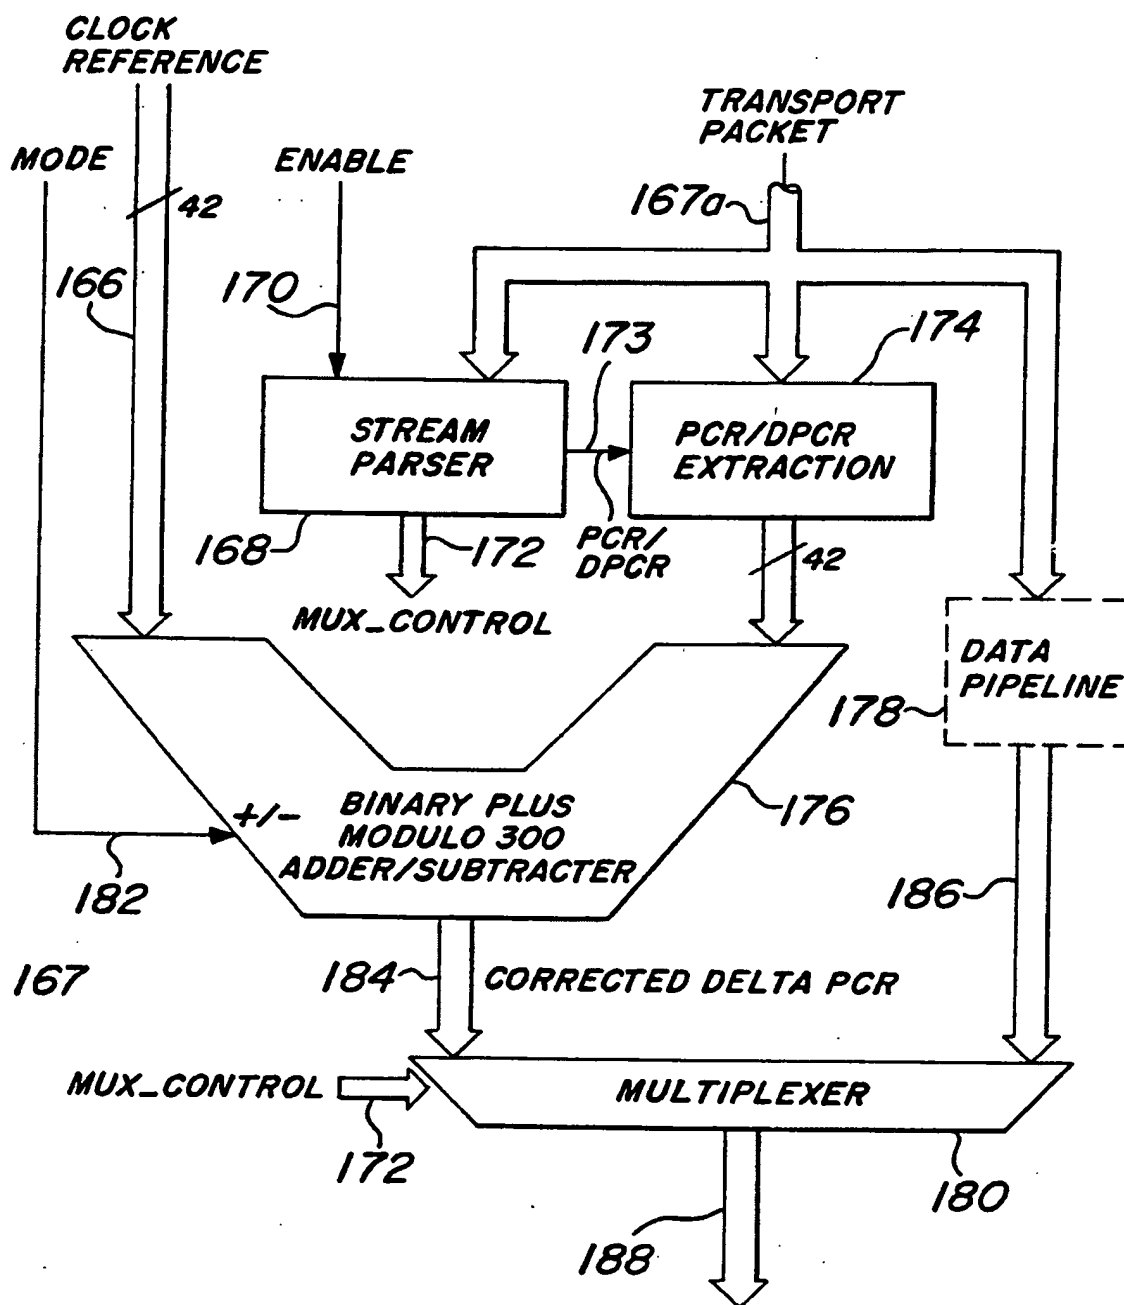 CLOCK
REFERENCE
TRANSPORT
PACKET
MODE
ENABLE
42
167a
166
170
173
174
STREAM
PARSER
PCR/DPCR
EXTRACTION
168
172
PCR/
DPCR
42
MUX_CONTROL
DATA
PIPELINE
178
+/-
BINARY PLUS
MODULO 300
ADDER/SUBTRACTER
176
182
186
167
184
CORRECTED DELTA PCR
MUX_CONTROL
MULTIPLEXER
172
180
188